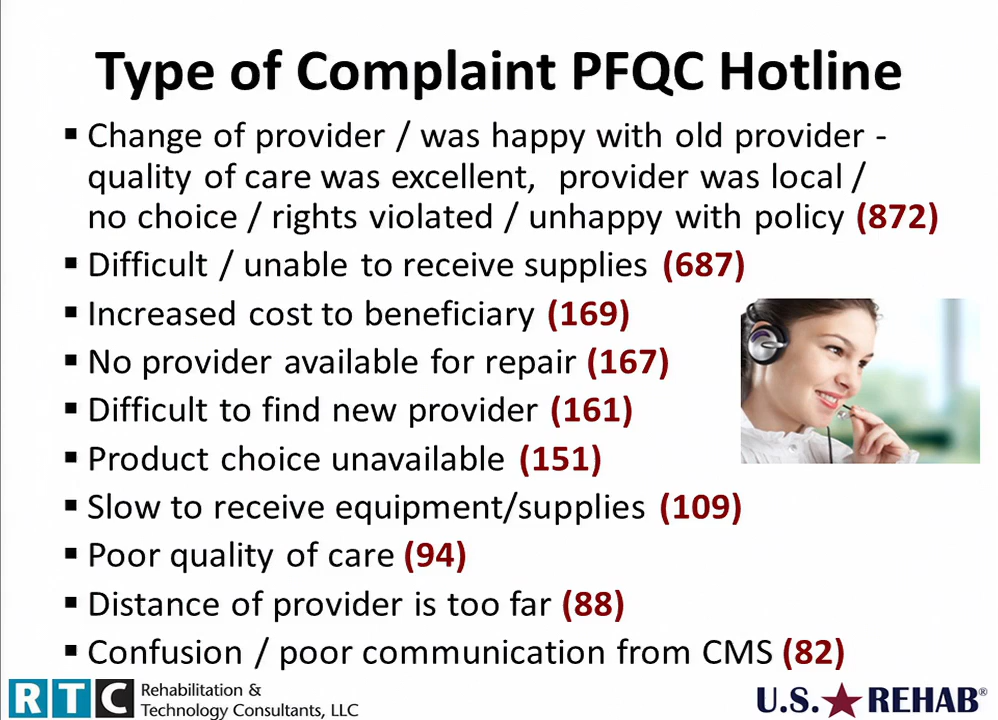 Type of Complaint PFQC Hotline
▪ Change of provider / was happy with old provider -
quality of care was excellent, provider was local /
no choice / rights violated / unhappy with policy (872)
▪ Difficult / unable to receive supplies (687)
▪ Increased cost to beneficiary (169)
▪ No provider available for repair (167)
▪ Difficult to find new provider (161)
▪ Product choice unavailable (151)
▪ Slow to receive equipment/supplies (109)
▪ Poor quality of care (94)
▪ Distance of provider is too far (88)
▪ Confusion / poor communication from CMS (82)
RTC Rehabilitation &
Technology Consultants, LLC
U.S. REHAB®